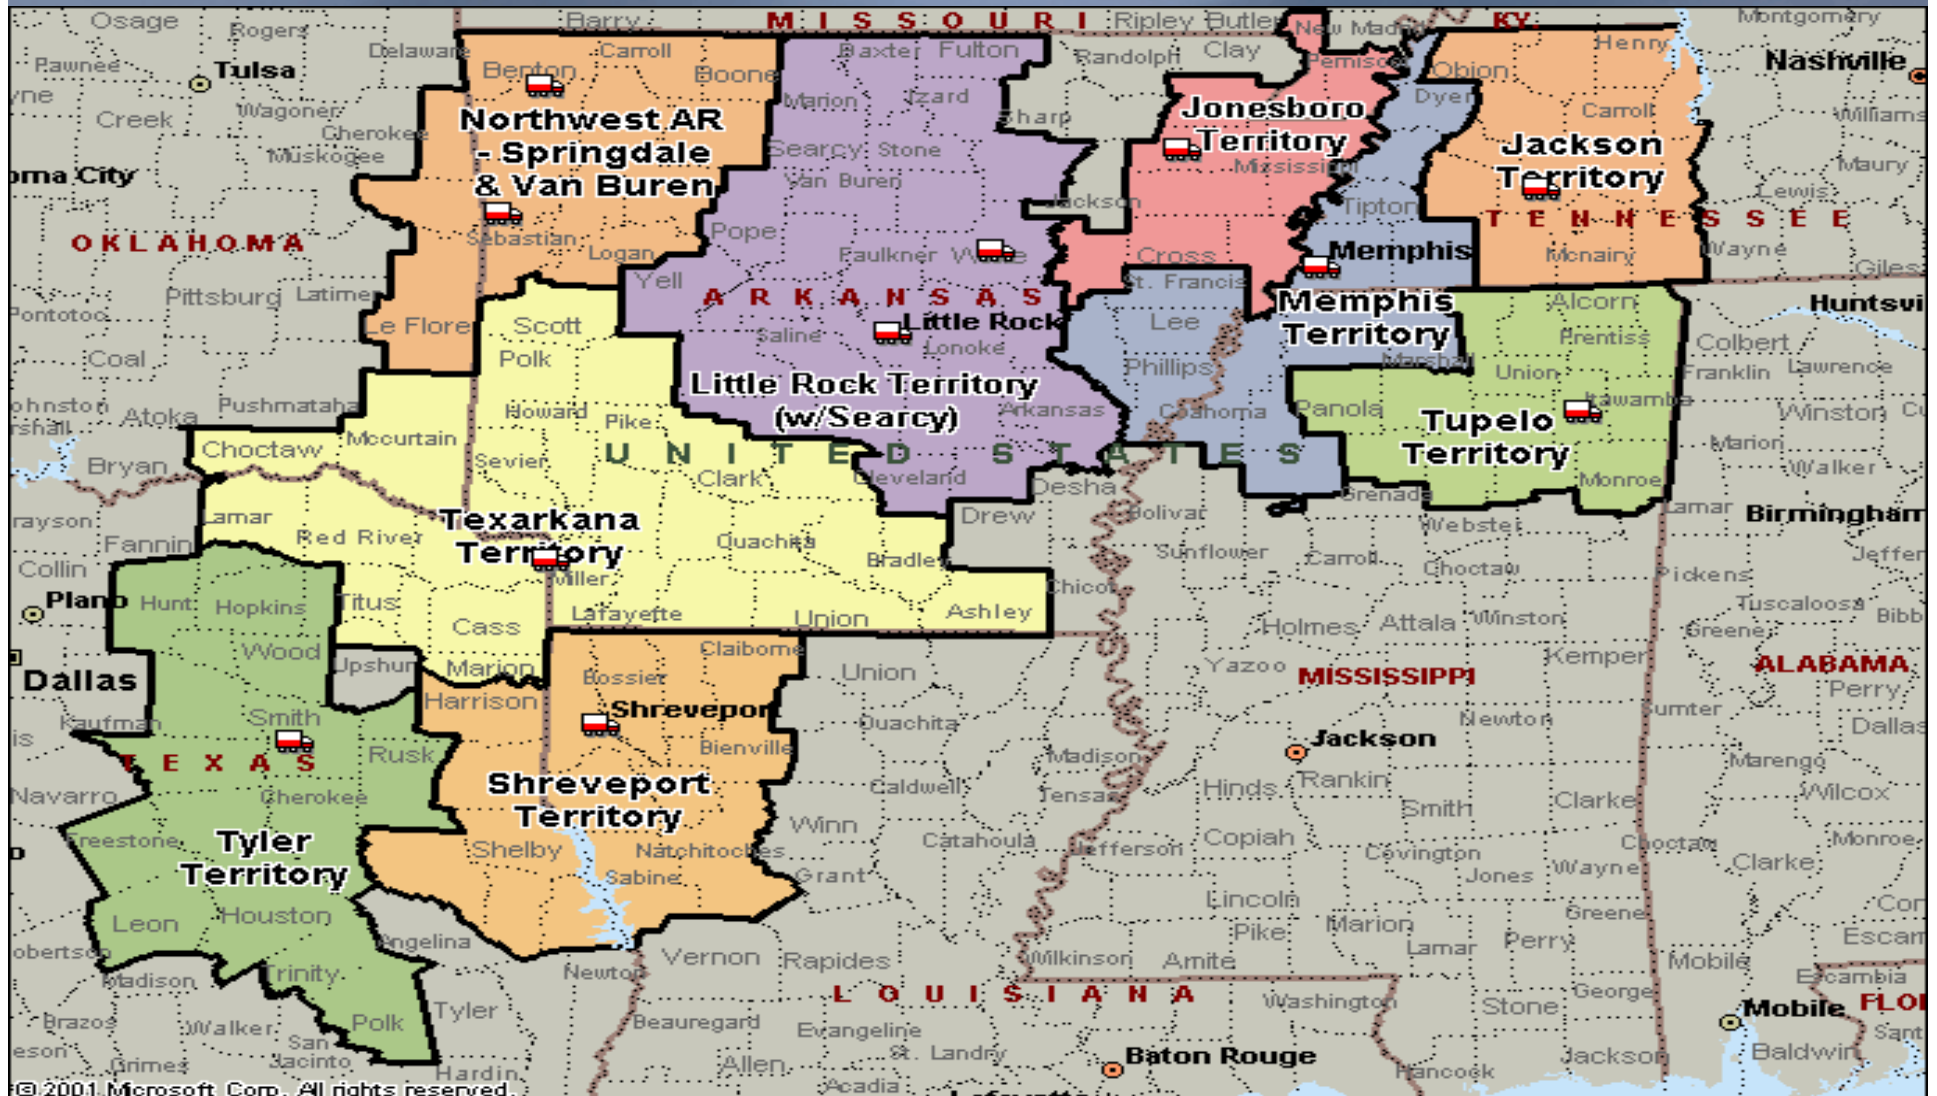 Osage
Rogers
Barry
MISSOURI
Ripley
Butler
New Madrid
KY.
Montgomery
Pawnee
Tulsa
Delaware
Carroll
Baxter
Fulton
Randolph
Clay
Pemiscot
Henry
Nashville
Benton
Boone
Marion
Izard
Sharp
Obion
Dyer
Carroll
Williams
Creek
Wagoner
Cherokee
Muskogee
Northwest AR
- Springdale
& Van Buren
Searcy
Stone
Van Buren
Jackson
Jonesboro
Territory
Mississippi
Jackson
Territory
Maury
Lewis
oma City
OKLAHOMA
Sebastian
Logan
Pope
Faulkner
White
Cross
Tipton
Memphis
TENNESSEE
Mcnairy
Wayne
Giles
Pittsburg
Latimer
Pontotoc
Le Flore
Yell
ARKANSAS
St. Francis
Memphis
Territory
Alcorn
Huntsvi
Scott
Polk
Saline
Little Rock
Lonoke
Lee
Phillips
Marshall
Prentiss
Union
Colbert
Franklin
Lawrence
Coal
Atoka
Pushmataha
Howard
Pike
Little Rock Territory
(w/Searcy)
Arkansas
Coahoma
Panola
Itawamba
Tupelo
Territory
Winston
ohnston
rshall
Bryan
Choctaw
Mccurtain
Sevier
UNITED STATES
Clark
Cleveland
Desha
Grenada
Monroe
Marion
Walker
Lamar
Birmingham
rayson
Fannin
Lamar
Red River
Texarkana
Territory
Ouachita
Bradley
Drew
Bolivar
Sunflower
Webster
Carroll
Choctaw
Jeffer
Pickens
Collin
Plano
Hunt
Hopkins
Titus
Cass
Miller
Lafayette
Union
Ashley
Chicot
Holmes
Attala
Winston
Tuscaloosa
Bibb
Greene
Dallas
Wood
Upshur
Marion
Claiborne
Bossier
Union
Yazoo
MISSISSIPPI
Kemper
ALABAMA
Perry
Kaufman
Smith
Harrison
Shrevepor
Ouachita
Jackson
Newton
Sumter
Dallas
TEXAS
Rusk
Bienville
Madison
Marengo
Navarro
Cherokee
Shreveport
Territory
Caldwell
Tensas
Hinds
Rankin
Smith
Clarke
Wilcox
Freestone
Tyler
Territory
Shelby
Natchitoches
Sabine
Winn
Grant
Catahoula
Jefferson
Copiah
Covington
Jones
Wayne
Choctaw
Clarke
Monroe
Leon
Houston
Angelina
Lincoln
Pike
Marion
Lamar
Perry
Greene
Escam
obertson
Madison
Trinity
Newton
Vernon
Rapides
Wilkinson
Amite
Mobile
Escambia
LOUISIANA
Washington
Stone
George
Mobile
FLO
Brazos
Walker
San
Jacinto
Polk
Tyler
Beauregard
Evangeline
St. Landry
Baton Rouge
Sant
eson
Grimes
Hardin
Allen
Acadia
Hancock
Jackson
Baldwin
© 2001 Microsoft Corp. All rights reserved.